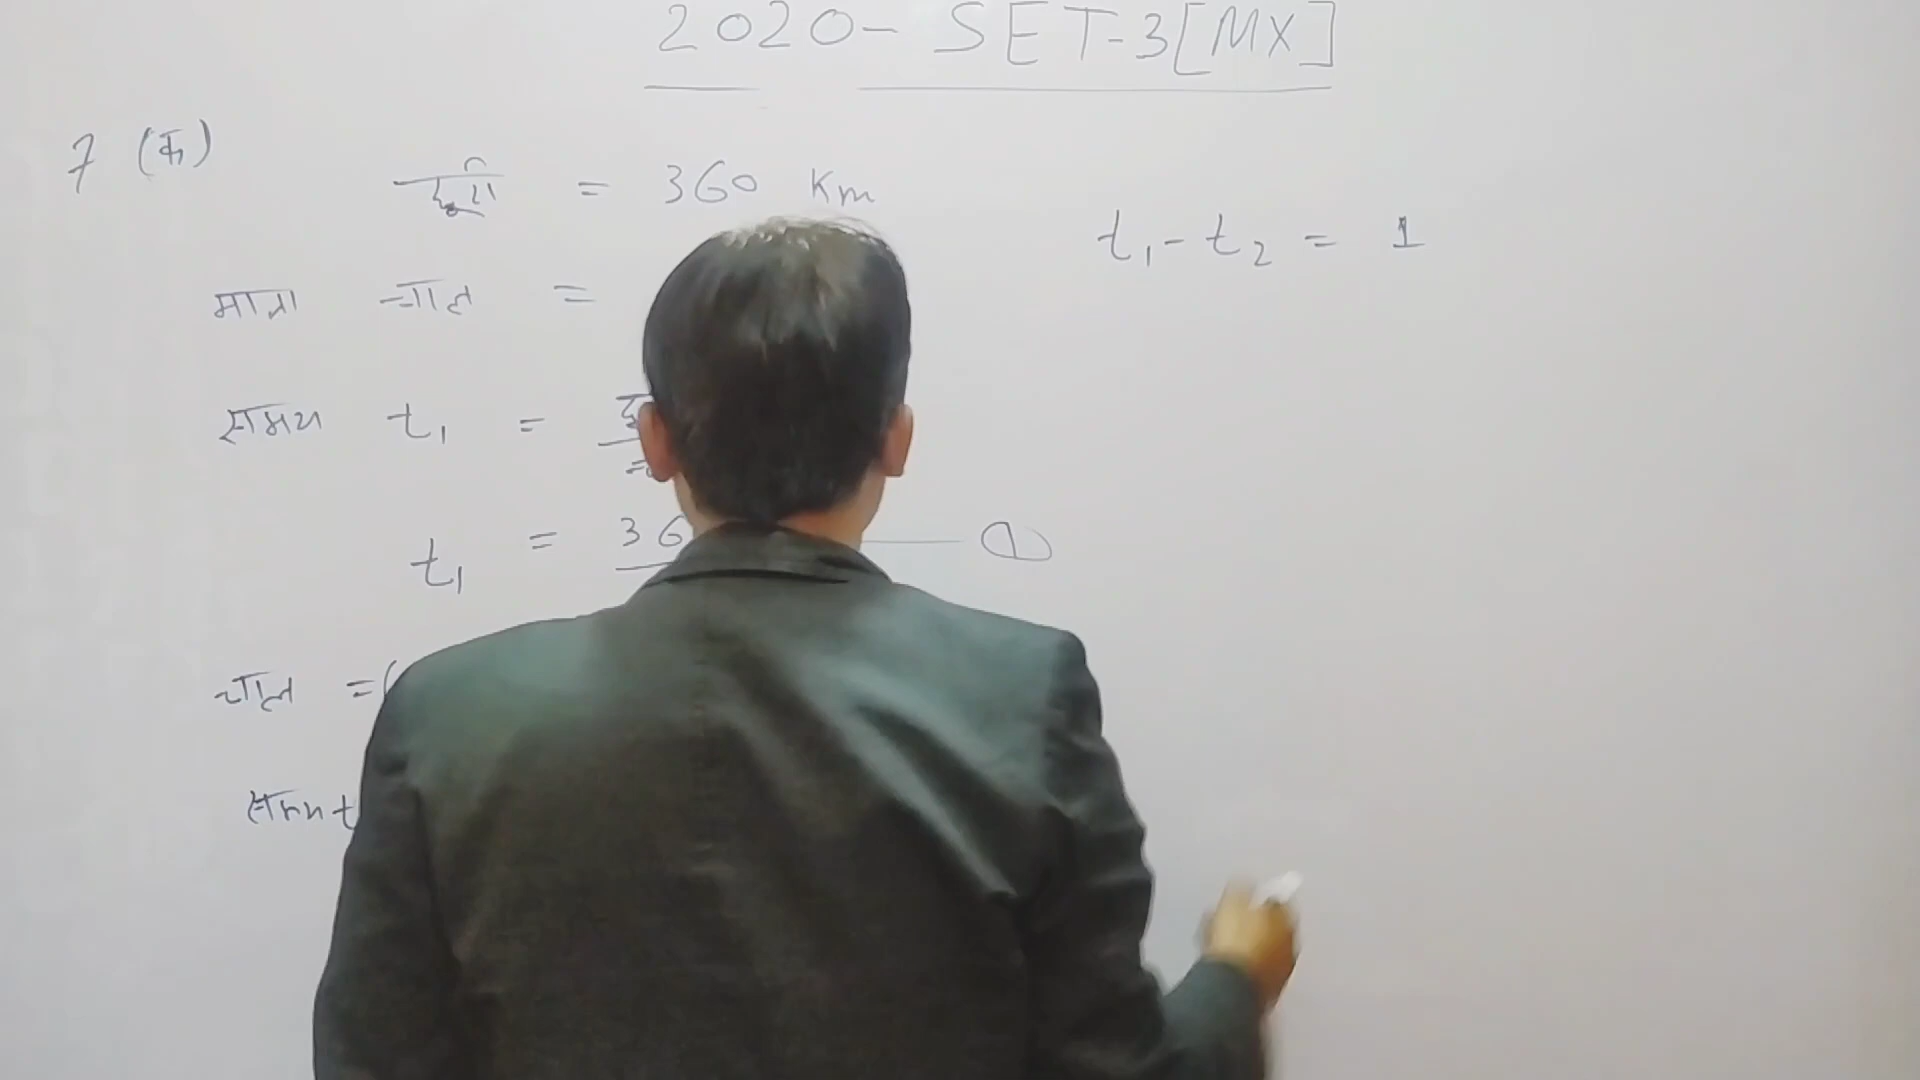 2020- SET-3[MX]
7 (क)
दूरी = 360 Km
t₁ - t₂ = 1
माना चाल =
समय t₁ =
t₁ = 36 — ①
चाल = (
समय t